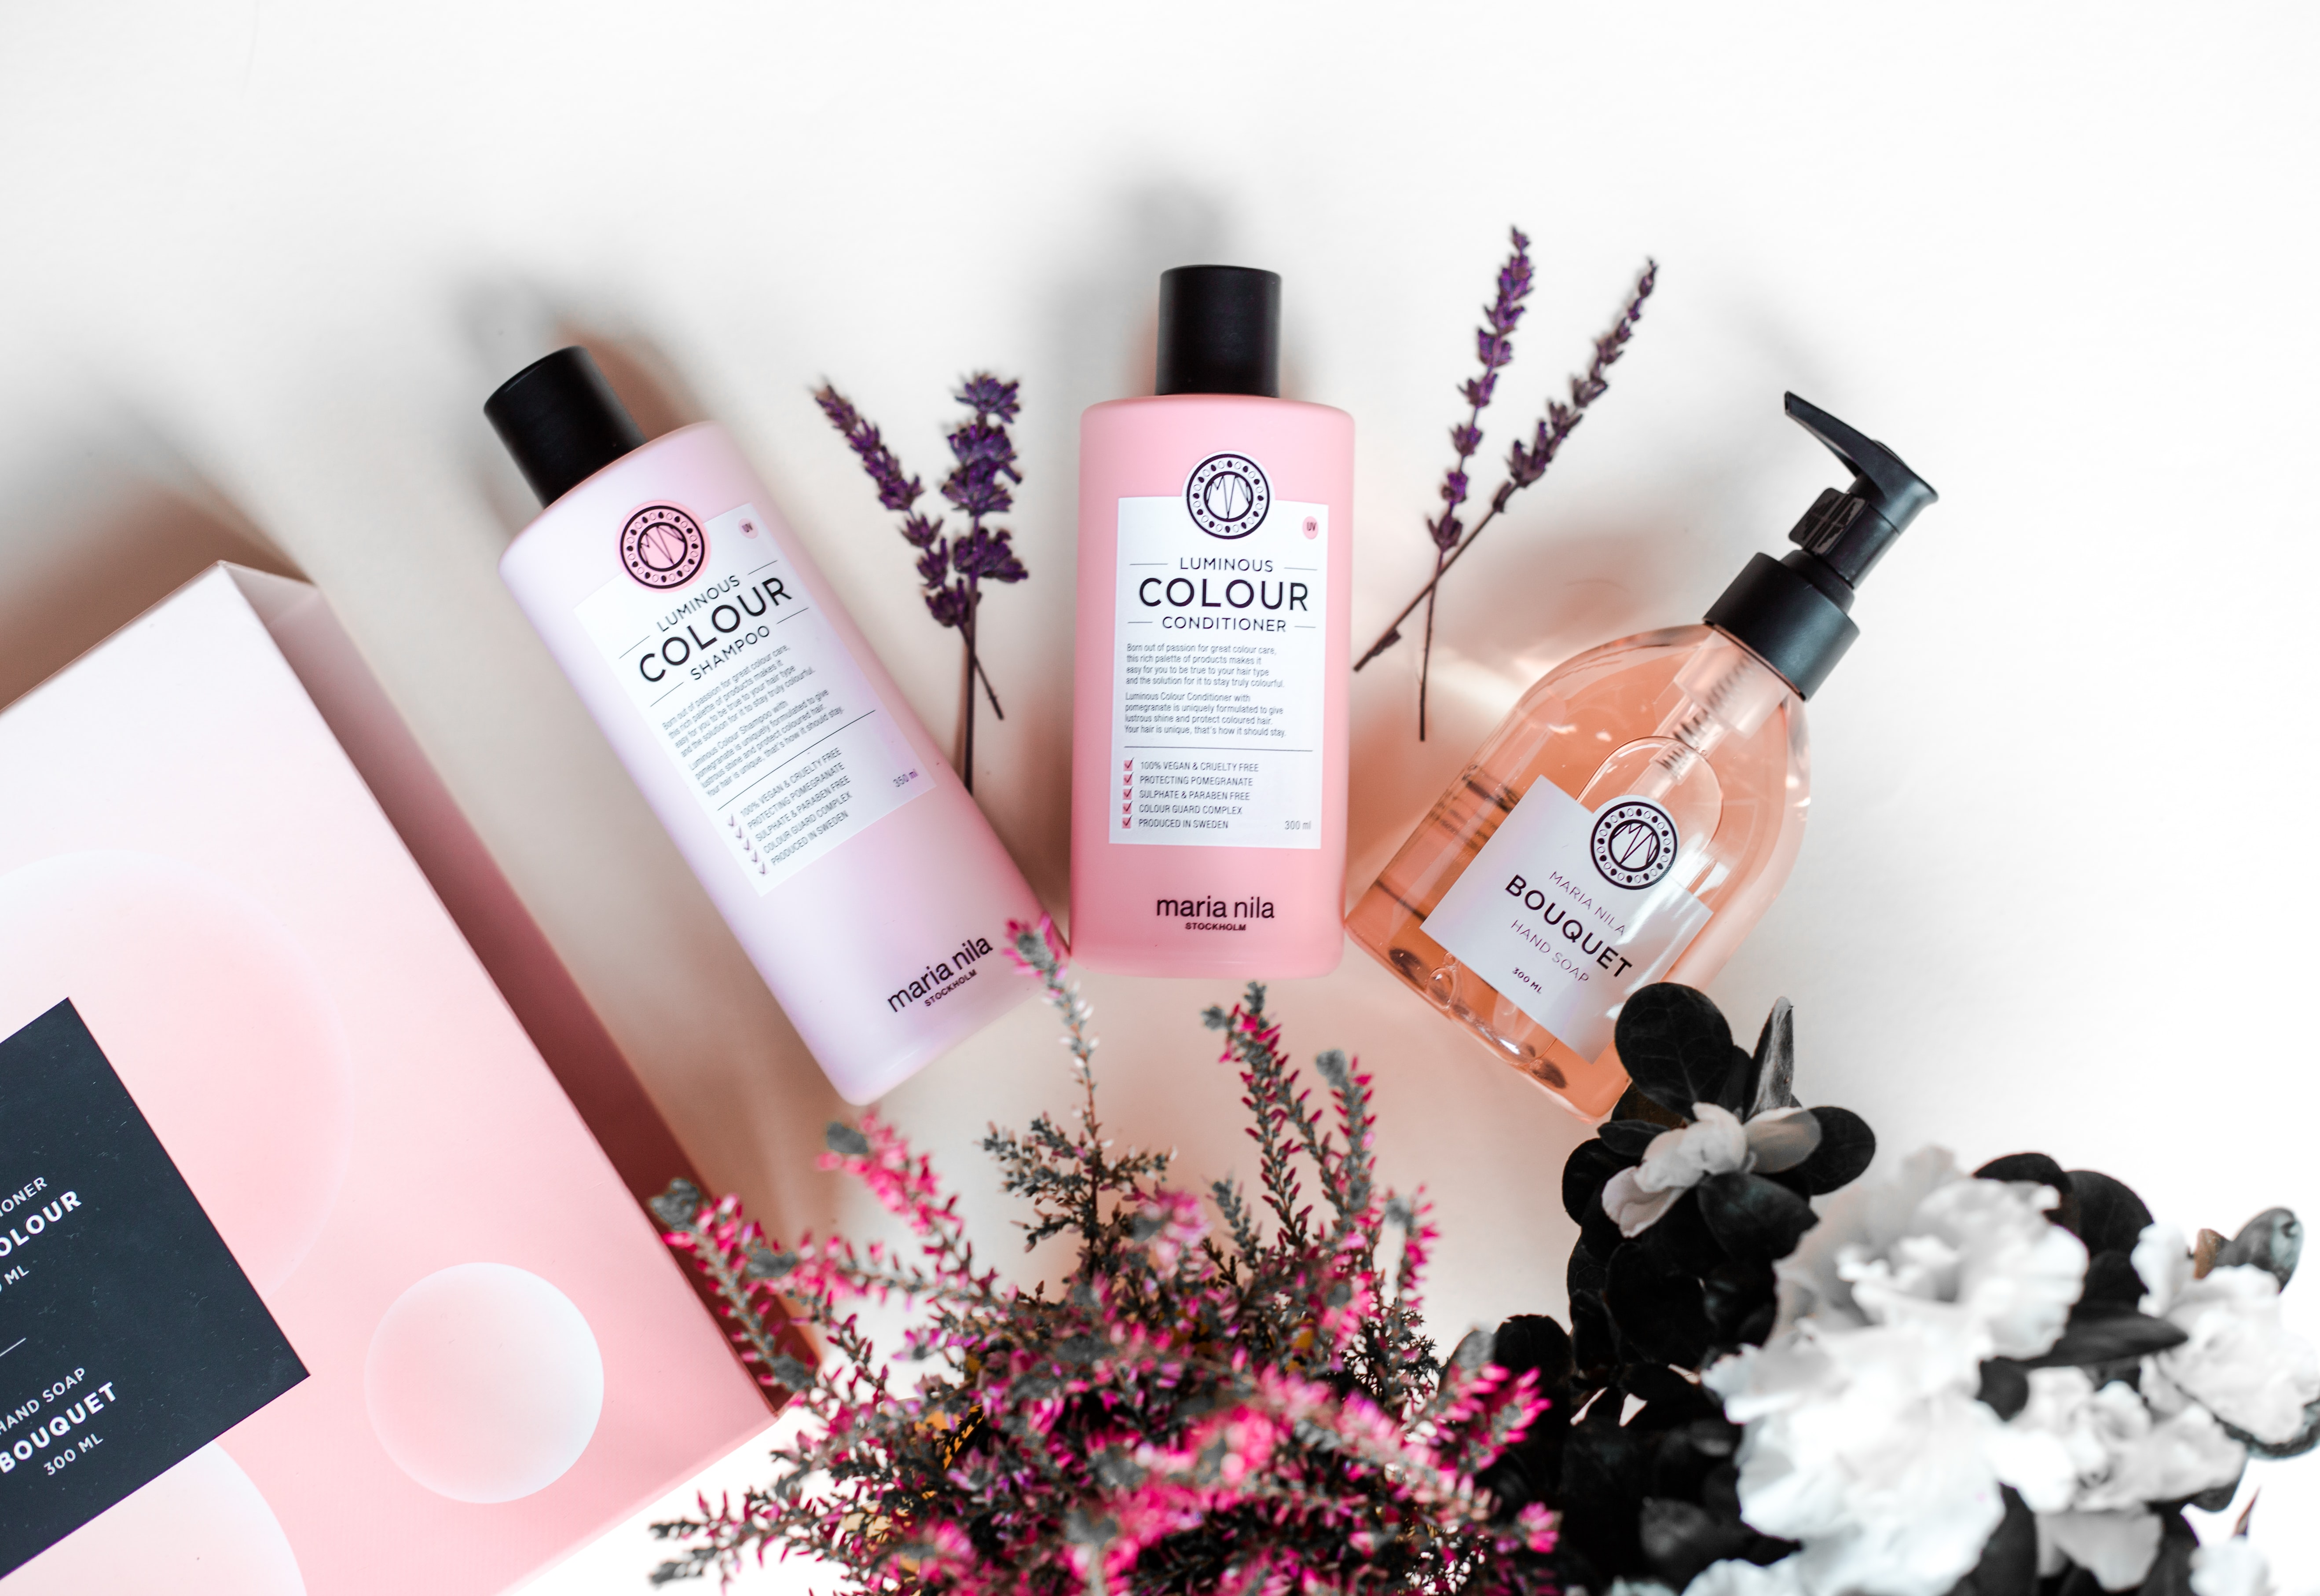 UV
LUMINOUS
COLOUR
SHAMPOO
Born out of passion for great colour care,
this rich palette of products makes it
easy for you to be true to your hair type
and the solution for it to stay truly colourful.
Luminous Colour Shampoo with
pomegranate is uniquely formulated to give
lustrous shine and protect coloured hair.
Your hair is unique, that's how it should stay.
100% VEGAN & CRUELTY FREE
PROTECTING POMEGRANATE
SULPHATE & PARABEN FREE
COLOUR GUARD COMPLEX
PRODUCED IN SWEDEN
350 ml
maria nila
STOCKHOLM
UV
LUMINOUS
COLOUR
CONDITIONER
Born out of passion for great colour care,
this rich palette of products makes it
easy for you to be true to your hair type
and the solution for it to stay truly colourful.
Luminous Colour Conditioner with
pomegranate is uniquely formulated to give
lustrous shine and protect coloured hair.
Your hair is unique, that's how it should stay.
100% VEGAN & CRUELTY FREE
PROTECTING POMEGRANATE
SULPHATE & PARABEN FREE
COLOUR GUARD COMPLEX
PRODUCED IN SWEDEN
300 ml
maria nila
STOCKHOLM
MARIA NILA
BOUQUET
HAND SOAP
300 ML
IONER
OLOUR
ML
HAND SOAP
BOUQUET
300 ML